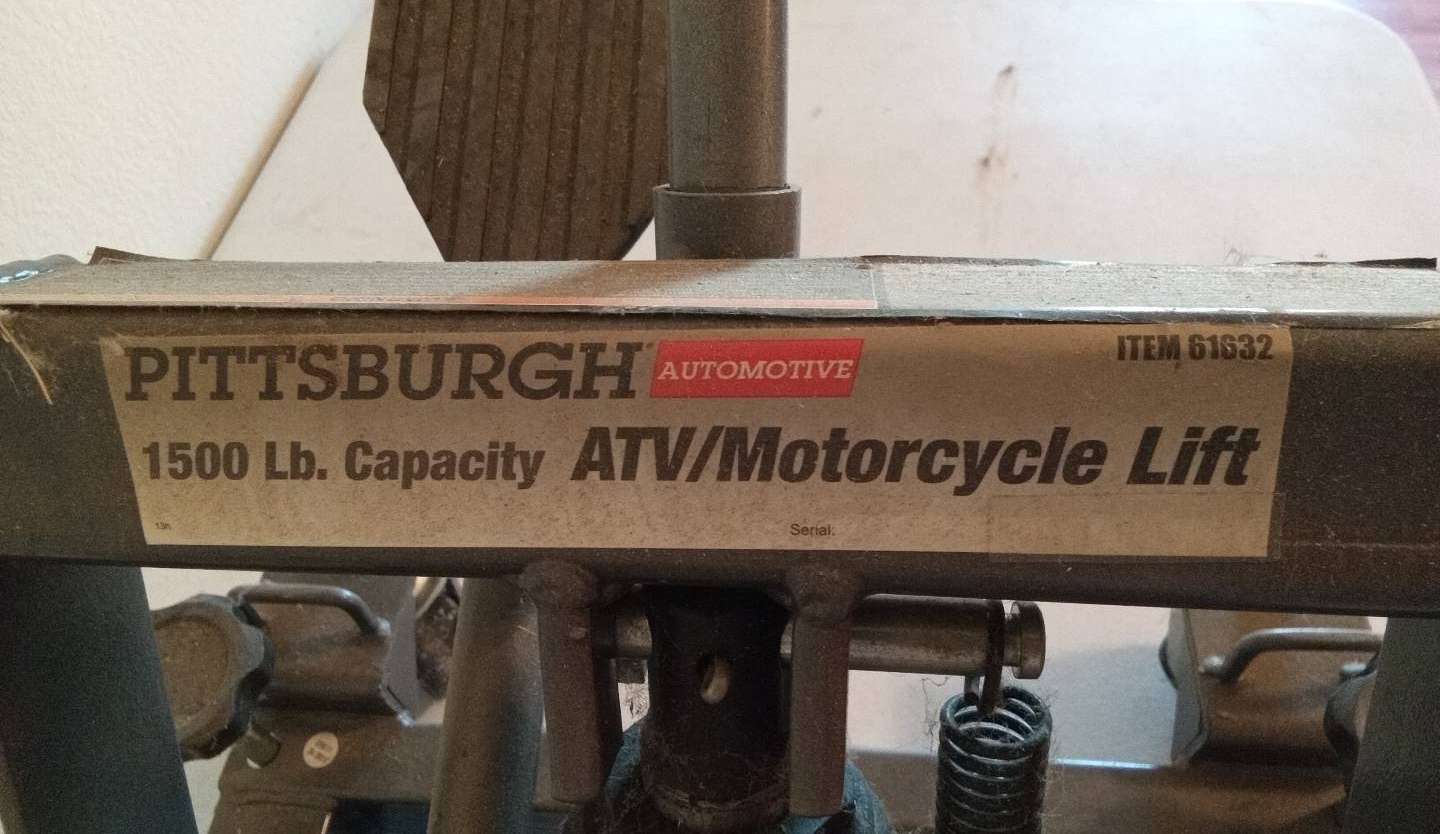 PITTSBURGH AUTOMOTIVE
ITEM 61632
1500 Lb. Capacity ATV/Motorcycle Lift
Serial: